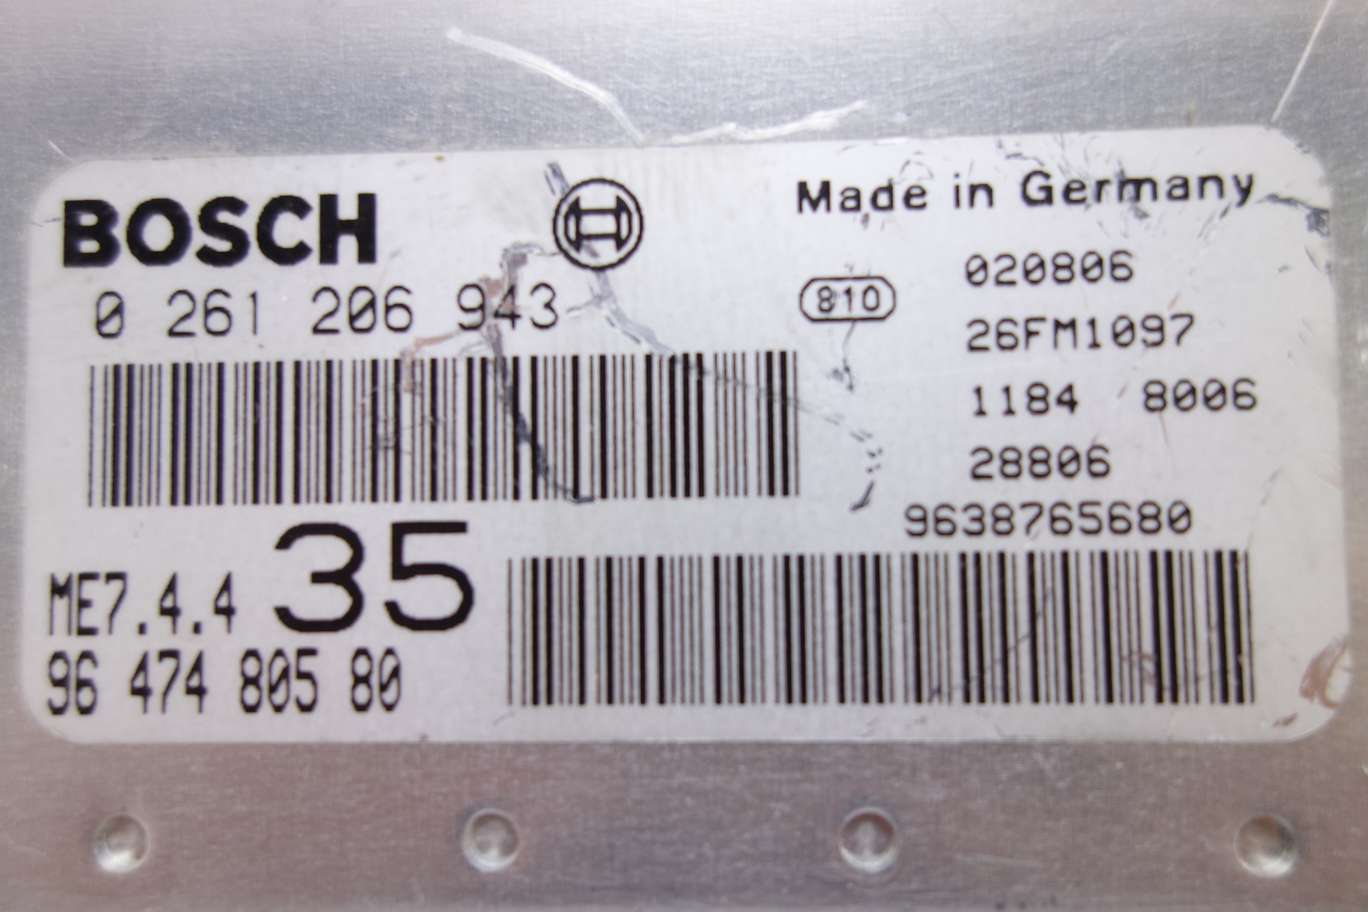 BOSCH
Made in Germany
0 261 206 943
810
020806
26FM1097
1184 8006
28806
9638765680
ME7.4.4 35
96 474 805 80